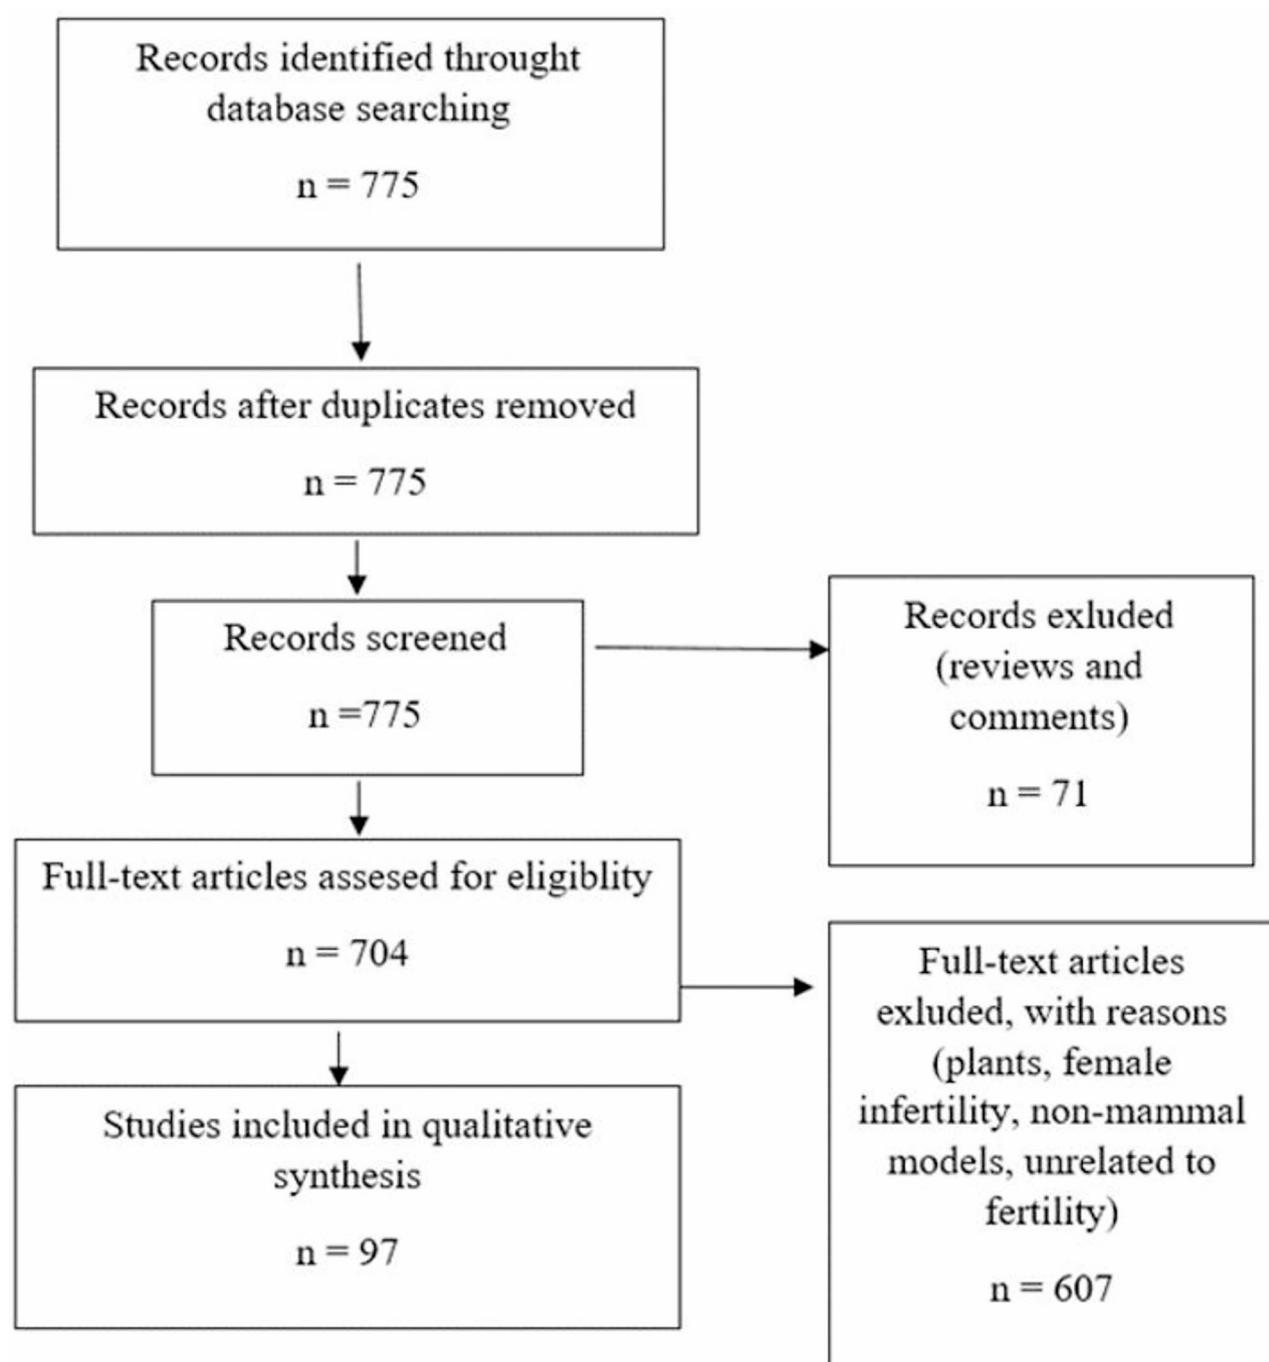 Records identified throught
database searching
n = 775
Records after duplicates removed
n = 775
Records screened
n =775
Records exluded
(reviews and
comments)
n = 71
Full-text articles assesed for eligiblity
n = 704
Full-text articles
exluded, with reasons
(plants, female
infertility, non-mammal
models, unrelated to
fertility)
n = 607
Studies included in qualitative
synthesis
n = 97